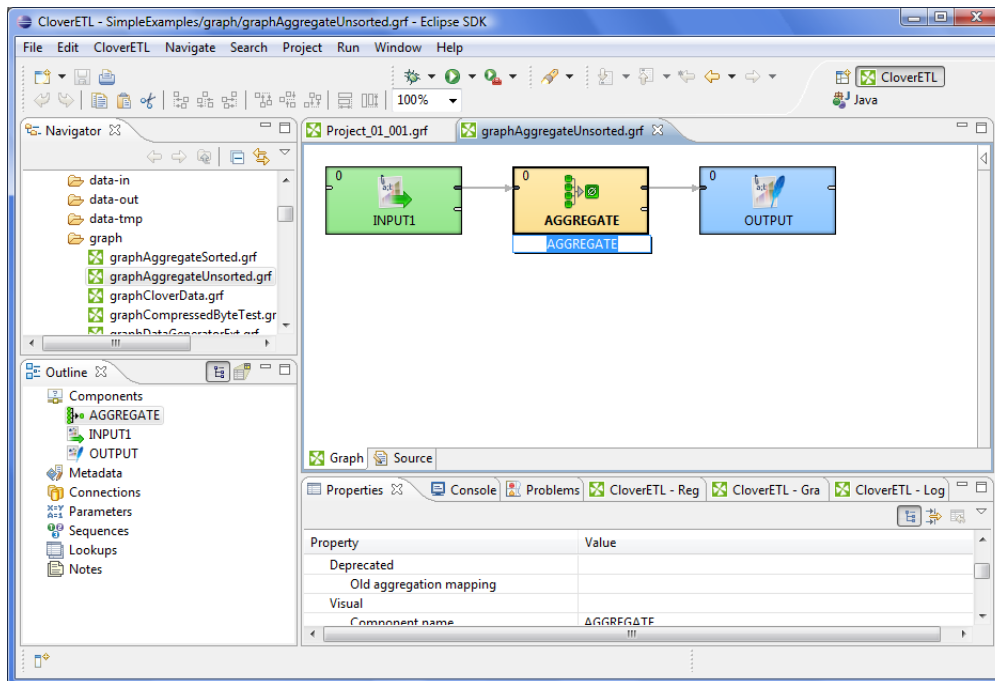 CloverETL - SimpleExamples/graph/graphAggregateUnsorted.grf - Eclipse SDK
File Edit CloverETL Navigate Search Project Run Window Help
CloverETL
100%
Java
Navigator
Project_01_001.grf graphAggregateUnsorted.grf
data-in
data-out
data-tmp
graph
graphAggregateSorted.grf
graphAggregateUnsorted.grf
graphCloverData.grf
graphCompressedByteTest.gr
graphDataGeneratorExt.grf
0 0 0
INPUT1 AGGREGATE OUTPUT
AGGREGATE
Outline
Components
AGGREGATE
INPUT1
OUTPUT
Metadata
Connections
Parameters
Sequences
Lookups
Notes
Graph Source
Properties Console Problems CloverETL - Reg CloverETL - Gra CloverETL - Log
Property Value
Deprecated
Old aggregation mapping
Visual
Component name AGGREGATE